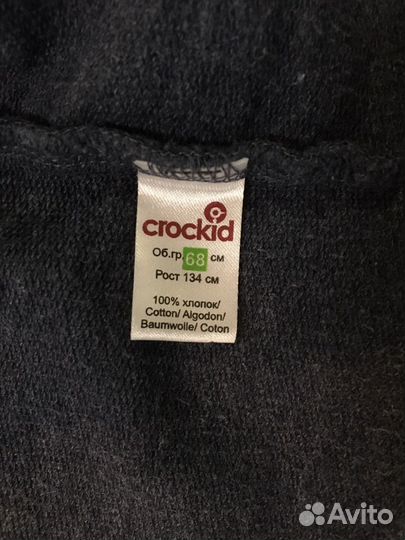 crockid
Об.гр. 68 см
Рост 134 см
100% хлопок/
Cotton/ Algodon/
Baumwolle/ Coton
Avito